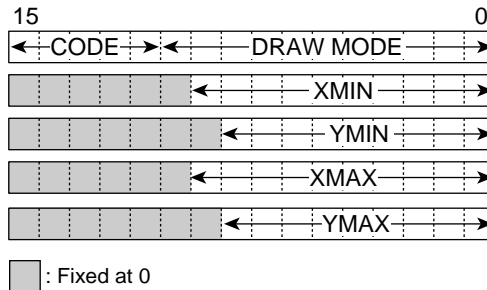 15 0
CODE DRAW MODE
XMIN
YMIN
XMAX
YMAX
: Fixed at 0